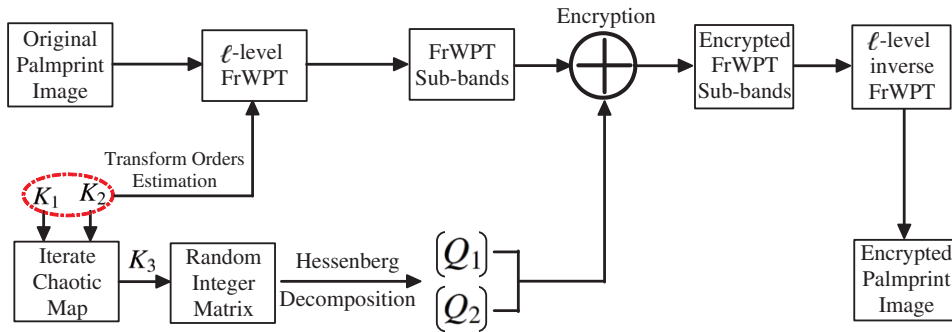 Original
Palmprint
Image
ℓ-level
FrWPT
FrWPT
Sub-bands
Encryption
Encrypted
FrWPT
Sub-bands
ℓ-level
inverse
FrWPT
Transform Orders
Estimation
K1 K2
Iterate
Chaotic
Map
K3
Random
Integer
Matrix
Hessenberg
Decomposition
(Q1)
(Q2)
Encrypted
Palmprint
Image